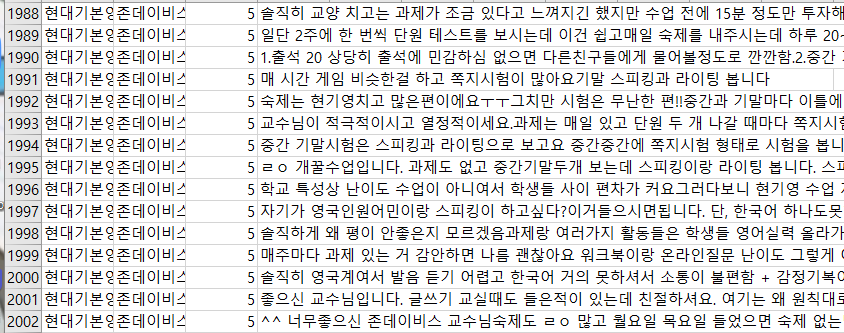 1988 현대기본영 존데이비스 5 솔직히 교양 치고는 과제가 조금 있다고 느껴지긴 했지만 수업 전에 15분 정도만 투자해
1989 현대기본영 존데이비스 5 일단 2주에 한 번씩 단원 테스트를 보시는데 이건 쉽고매일 숙제를 내주시는데 하루 20~
1990 현대기본영 존데이비스 5 1.출석 20 상당히 출석에 민감하심 없으면 다른친구들에게 물어볼정도로 깐깐함.2.중간
1991 현대기본영 존데이비스 5 매 시간 게임 비슷한걸 하고 쪽지시험이 많아요기말 스피킹과 라이팅 봅니다
1992 현대기본영 존데이비스 5 숙제는 현기영치고 많은편이에요ㅜㅜ그치만 시험은 무난한 편!!중간과 기말마다 이틀에
1993 현대기본영 존데이비스 5 교수님이 적극적이시고 열정적이세요.과제는 매일 있고 단원 두 개 나갈 때마다 쪽지시험
1994 현대기본영 존데이비스 5 중간 기말시험은 스피킹과 라이팅으로 보고요 중간중간에 쪽지시험 형태로 시험을 봅니
1995 현대기본영 존데이비스 5 ㄹㅇ 개꿀수업입니다. 과제도 없고 중간기말두개 보는데 스피킹이랑 라이팅 봅니다. 스피
1996 현대기본영 존데이비스 5 학교 특성상 난이도 수업이 아니여서 학생들 사이 편차가 커요그러다보니 현기영 수업
1997 현대기본영 존데이비스 5 자기가 영국인원어민이랑 스피킹이 하고싶다?이거들으시면됩니다. 단, 한국어 하나도못
1998 현대기본영 존데이비스 5 솔직하게 왜 평이 안좋은지 모르겠음과제랑 여러가지 활동들은 학생들 영어실력 올라가
1999 현대기본영 존데이비스 5 매주마다 과제 있는 거 감안하면 나름 괜찮아요 워크북이랑 온라인질문 난이도 그렇게
2000 현대기본영 존데이비스 5 솔직히 영국계여서 발음 듣기 어렵고 한국어 거의 못하셔서 소통이 불편함 + 감정기복이
2001 현대기본영 존데이비스 5 좋으신 교수님입니다. 글쓰기 교실때도 들은적이 있는데 친절하셔요. 여기는 왜 원칙대로
2002 현대기본영 존데이비스 5 ^^ 너무좋으신 존데이비스 교수님숙제도 ㄹㅇ 많고 월요일 목요일 들었으면 숙제 없는